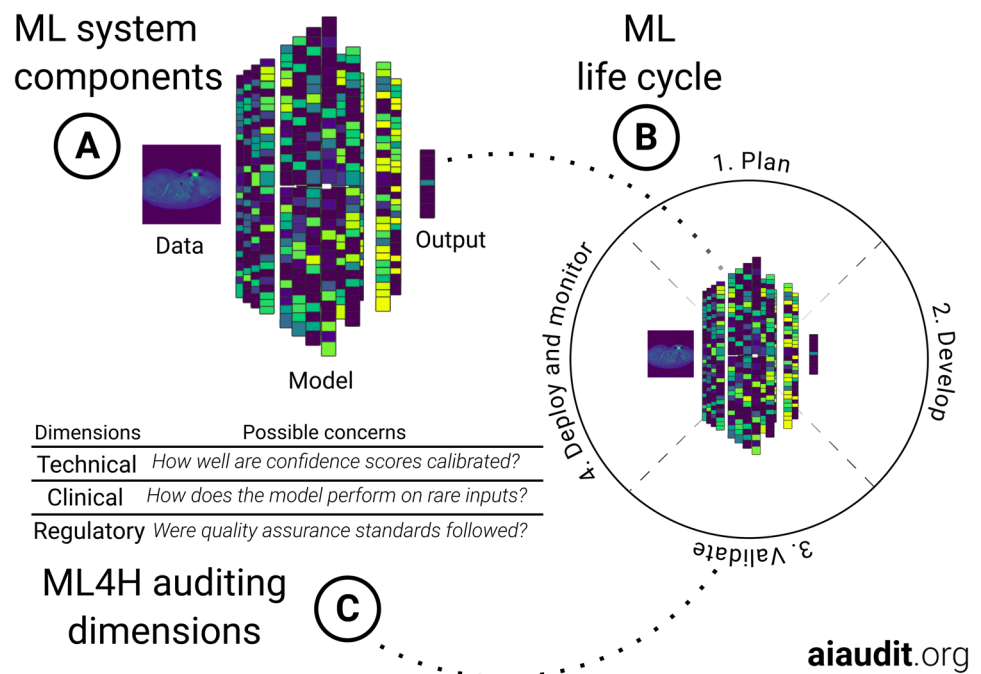 ML system
components
A
Data
Model
Output
ML
life cycle
B
1. Plan
2. Develop
3. Validate
4. Deploy and monitor
Dimensions Possible concerns
Technical How well are confidence scores calibrated?
Clinical How does the model perform on rare inputs?
Regulatory Were quality assurance standards followed?
ML4H auditing
dimensions
C
aiaudit.org